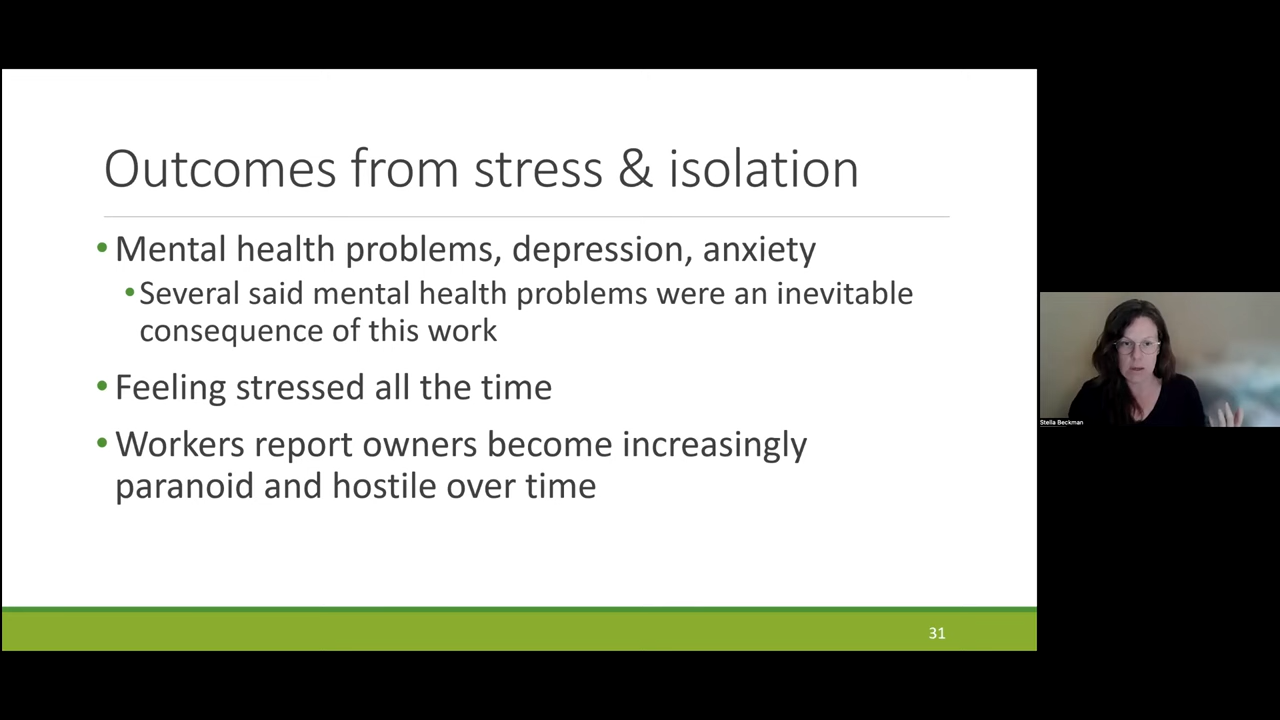 Outcomes from stress & isolation
• Mental health problems, depression, anxiety
• Several said mental health problems were an inevitable
consequence of this work
• Feeling stressed all the time
• Workers report owners become increasingly
paranoid and hostile over time
31
Stella Beckman